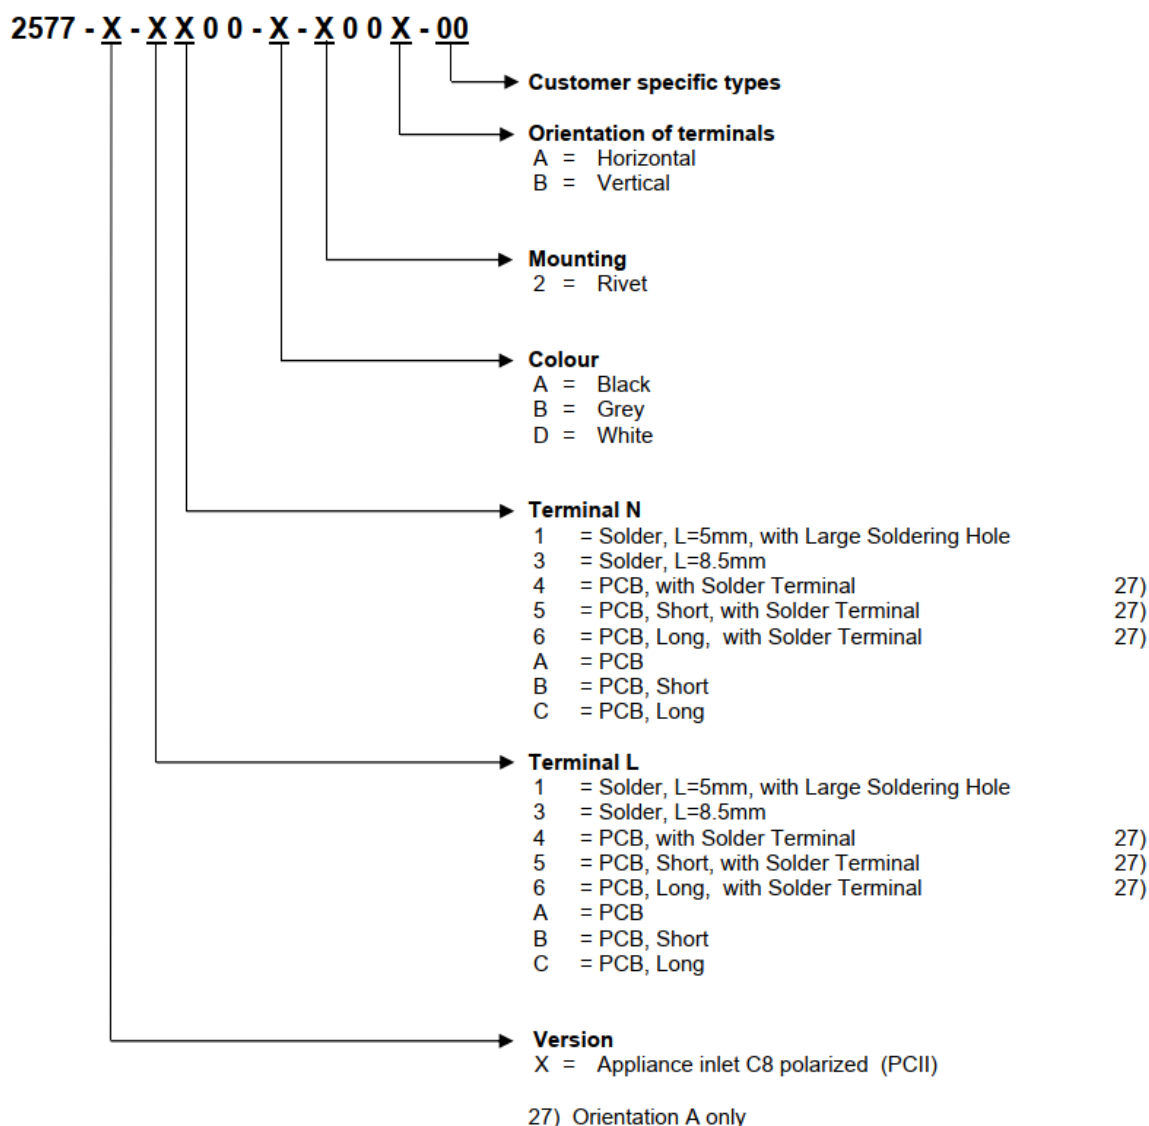 2577 - X - X X 0 0 - X - X 0 0 X - 00
Customer specific types
Orientation of terminals
A = Horizontal
B = Vertical
Mounting
2 = Rivet
Colour
A = Black
B = Grey
D = White
Terminal N
1 = Solder, L=5mm, with Large Soldering Hole
3 = Solder, L=8.5mm
4 = PCB, with Solder Terminal 27)
5 = PCB, Short, with Solder Terminal 27)
6 = PCB, Long, with Solder Terminal 27)
A = PCB
B = PCB, Short
C = PCB, Long
Terminal L
1 = Solder, L=5mm, with Large Soldering Hole
3 = Solder, L=8.5mm
4 = PCB, with Solder Terminal 27)
5 = PCB, Short, with Solder Terminal 27)
6 = PCB, Long, with Solder Terminal 27)
A = PCB
B = PCB, Short
C = PCB, Long
Version
X = Appliance inlet C8 polarized (PCII)
27) Orientation A only